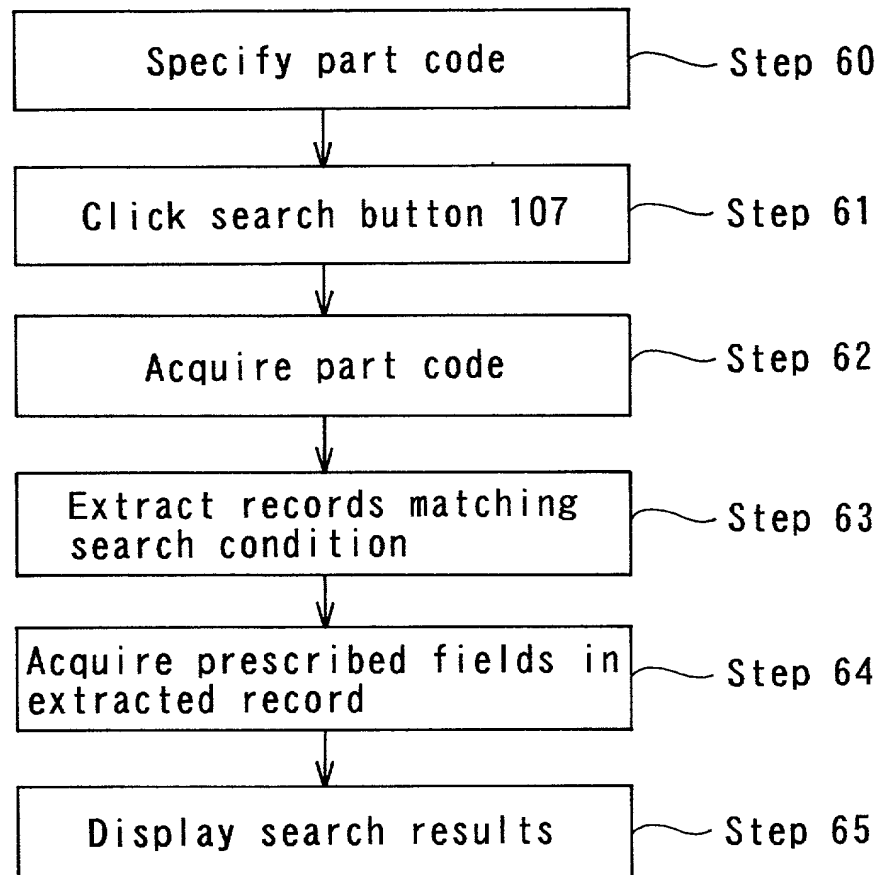 Specify part code
Step 60
Click search button 107
Step 61
Acquire part code
Step 62
Extract records matching
search condition
Step 63
Acquire prescribed fields in
extracted record
Step 64
Display search results
Step 65